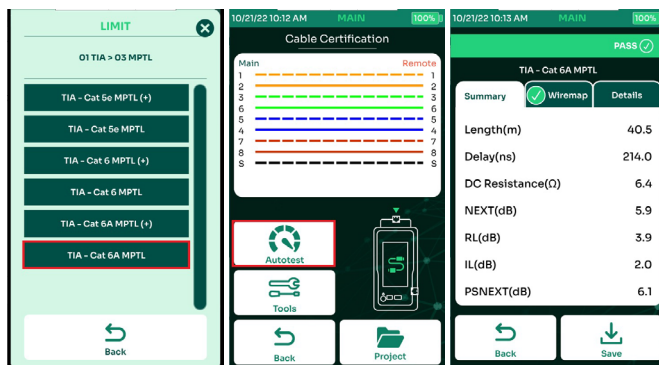 LIMIT
01 TIA > 03 MPTL
TIA - Cat 5e MPTL (+)
TIA - Cat 5e MPTL
TIA - Cat 6 MPTL (+)
TIA - Cat 6 MPTL
TIA - Cat 6A MPTL (+)
TIA - Cat 6A MPTL
Back
10/21/22 10:12 AM MAIN 100%
Cable Certification
Main Remote
1 1
2 2
3 3
6 6
5 5
4 4
7 7
8 8
S S
Autotest
Tools
Back
Project
10/21/22 10:13 AM MAIN 100%
PASS
TIA - Cat 6A MPTL
Summary Wiremap Details
Length(m) 40.5
Delay(ns) 214.0
DC Resistance(Ω) 6.4
NEXT(dB) 5.9
RL(dB) 3.9
IL(dB) 2.0
PSNEXT(dB) 6.1
Back
Save